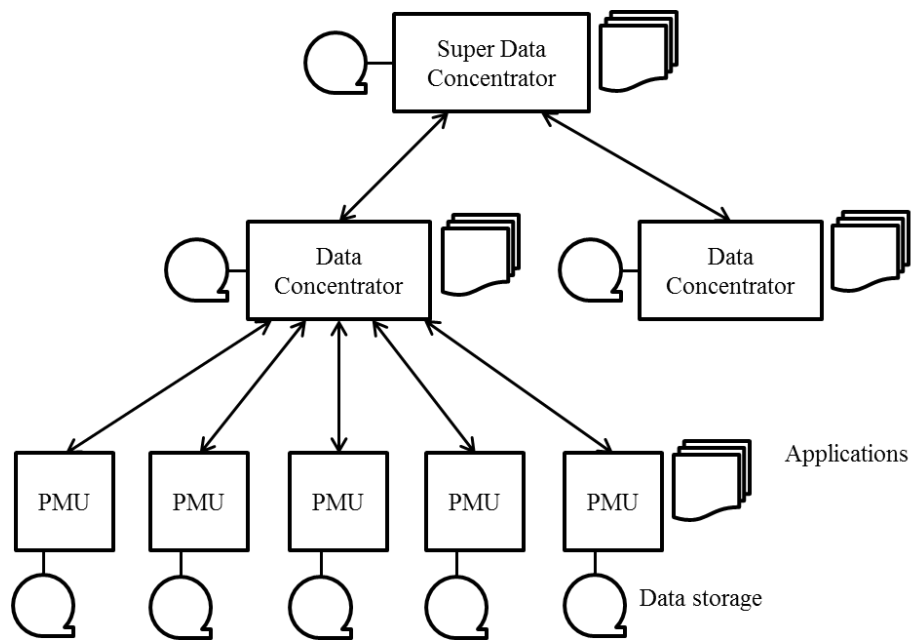 Super Data
Concentrator
Data
Concentrator
Data
Concentrator
PMU
PMU
PMU
PMU
PMU
Applications
Data storage